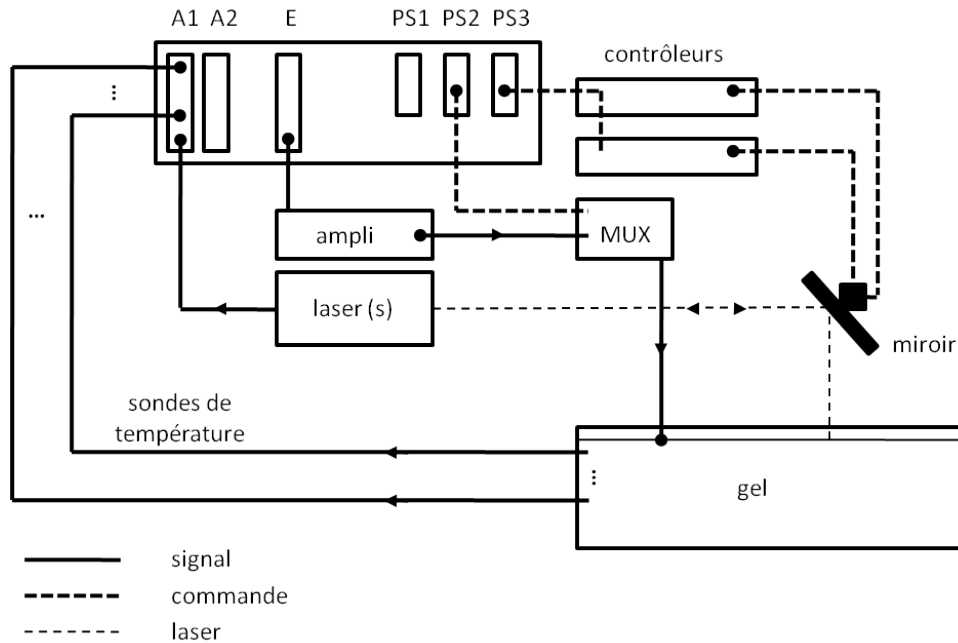 A1 A2 E PS1 PS2 PS3
contrôleurs
...
...
ampli
MUX
laser (s)
miroir
sondes de
température
...
gel
signal
commande
laser